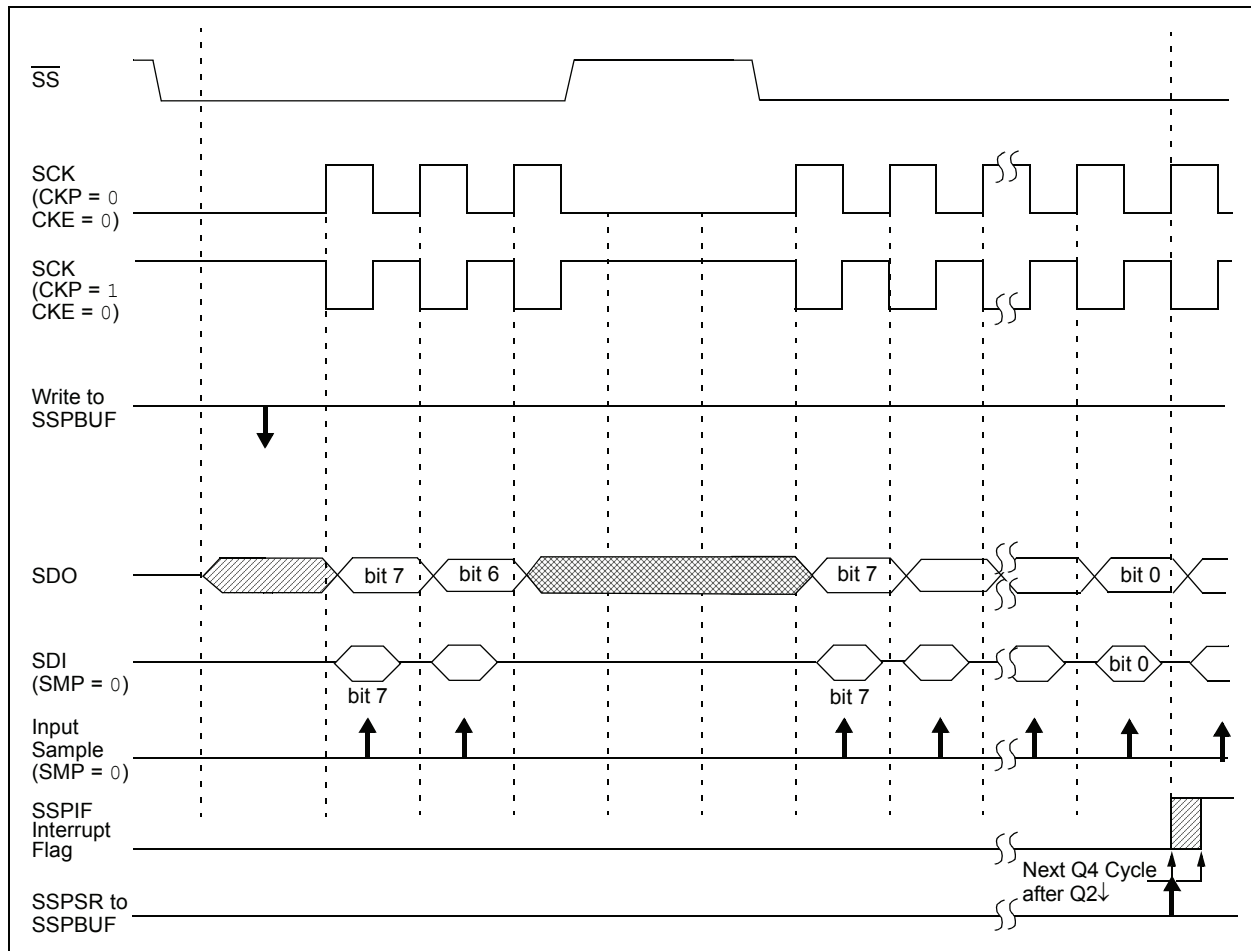 SS
SCK
(CKP = 0
CKE = 0)
SCK
(CKP = 1
CKE = 0)
Write to
SSPBUF
SDO
bit 7
bit 6
bit 7
bit 0
SDI
(SMP = 0)
bit 7
bit 7
bit 0
Input
Sample
(SMP = 0)
SSPIF
Interrupt
Flag
Next Q4 Cycle
after Q2↓
SSPSR to
SSPBUF